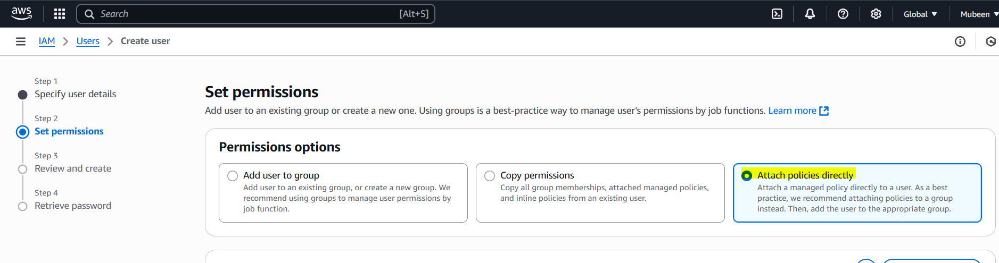 aws
Search [Alt+S]
Global
Mubeen
IAM
Users
Create user
Step 1
Specify user details
Step 2
Set permissions
Step 3
Review and create
Step 4
Retrieve password
Set permissions
Add user to an existing group or create a new one. Using groups is a best-practice way to manage user's permissions by job functions. Learn more
Permissions options
Add user to group
Add user to an existing group, or create a new group. We
recommend using groups to manage user permissions by
job function.
Copy permissions
Copy all group memberships, attached managed policies,
and inline policies from an existing user.
Attach policies directly
Attach a managed policy directly to a user. As a best
practice, we recommend attaching policies to a group
instead. Then, add the user to the appropriate group.